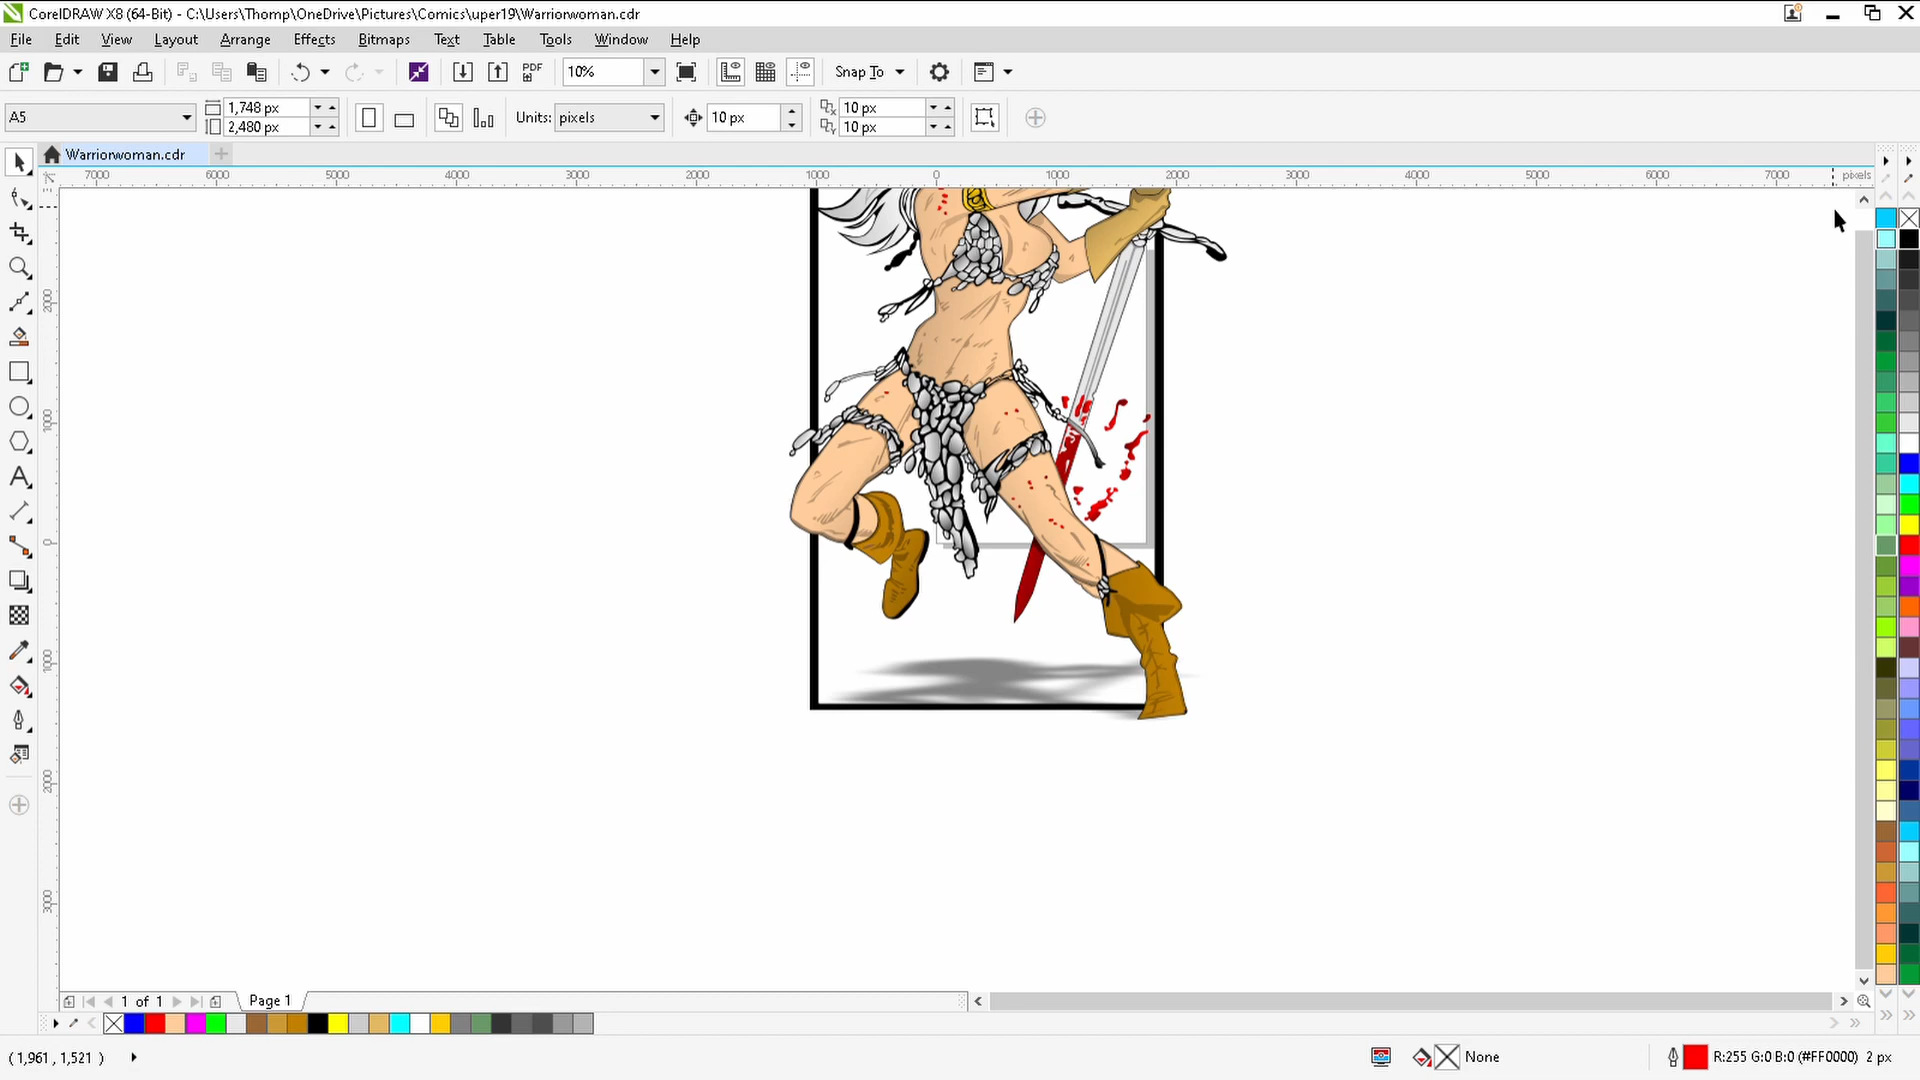 CorelDRAW X8 (64-Bit) - C:\Users\Thomp\OneDrive\Pictures\Comics\uper19\Warriorwoman.cdr
File Edit View Layout Arrange Effects Bitmaps Text Table Tools Window Help
PDF 10% Snap To
A5 1,748 px 2,480 px Units: pixels 10 px 10 px 10 px
Warriorwoman.cdr
7000 6000 5000 4000 3000 2000 1000 0 1000 2000 3000 4000 5000 6000 7000 pixels
2000
1000
0
1000
2000
3000
1 of 1 Page 1
(1,961 , 1,521 ) None R:255 G:0 B:0 (#FF0000) 2 px